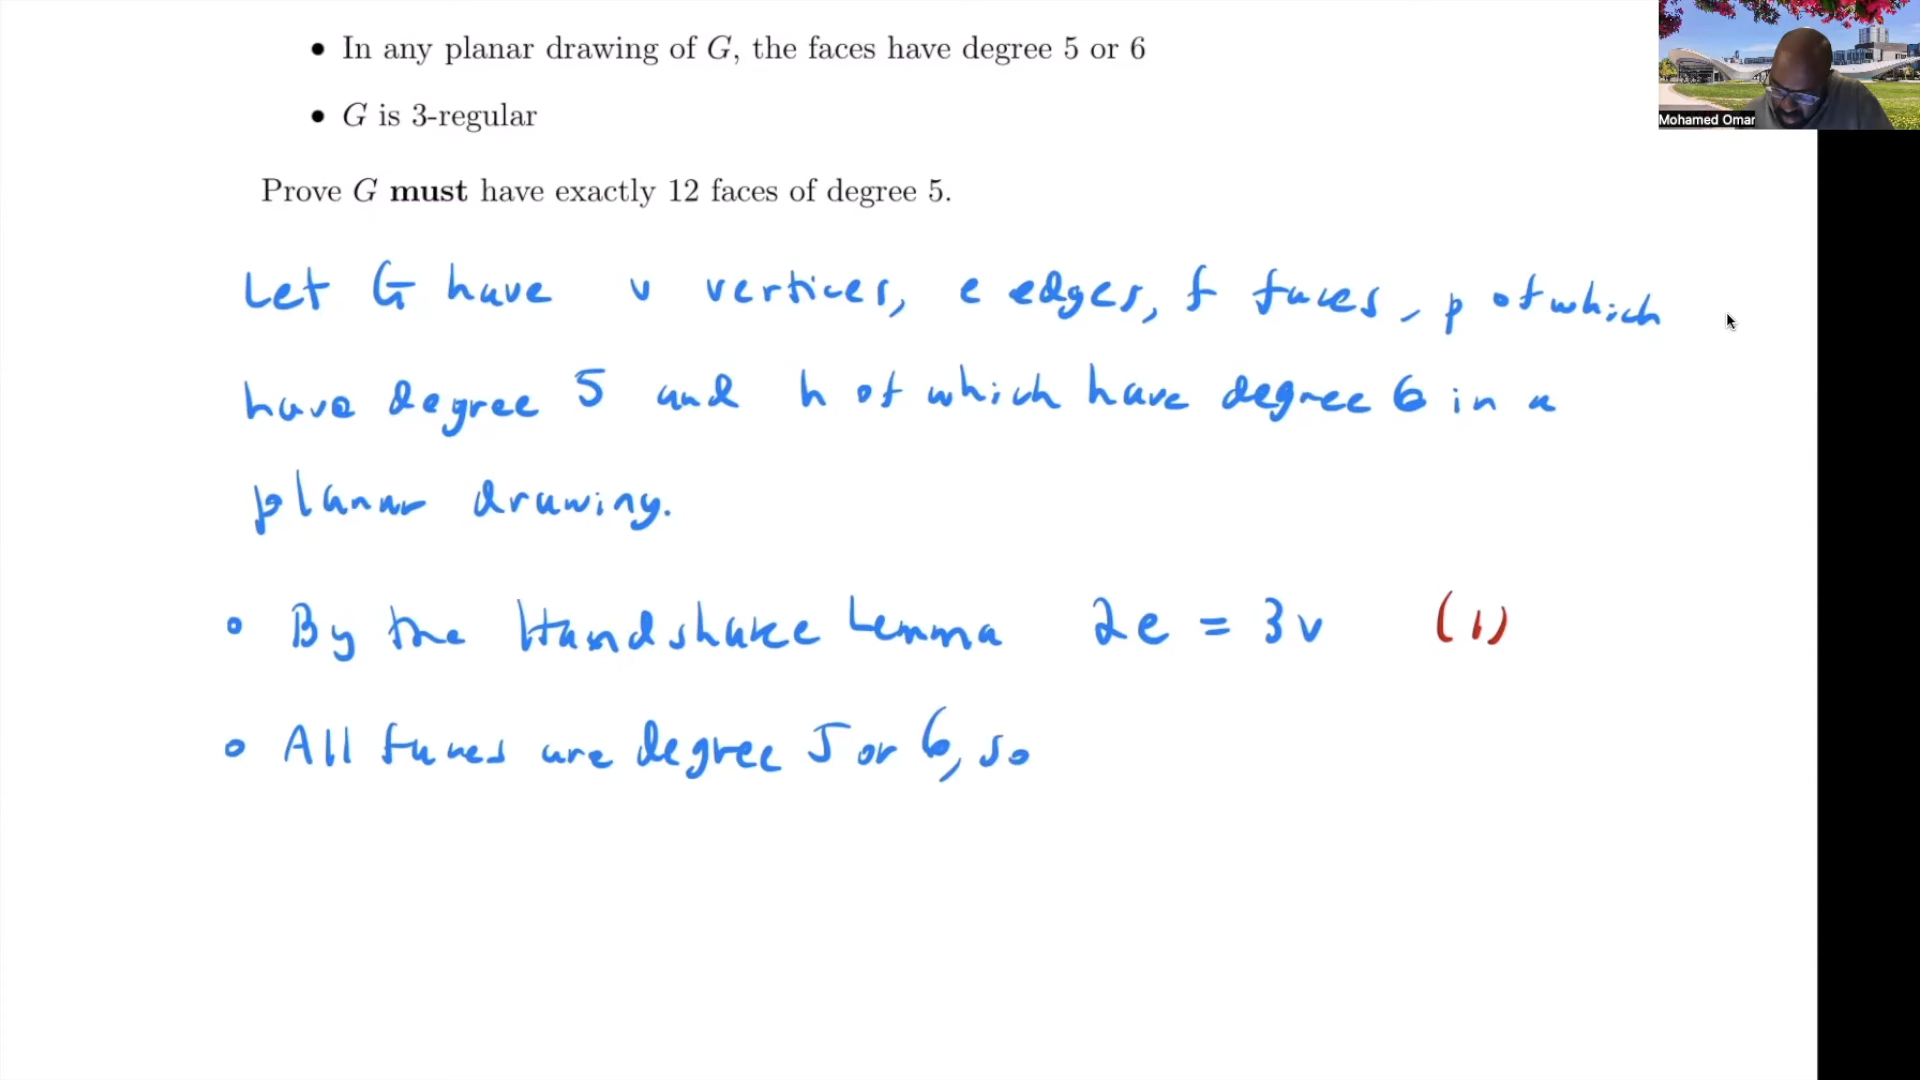 • In any planar drawing of G, the faces have degree 5 or 6
Mohamed Omar
• G is 3-regular
Prove G must have exactly 12 faces of degree 5.
Let G have v vertices, e edges, f faces, p of which
have degree 5 and h of which have degree 6 in a
planar drawing.
• By the Handshake Lemma 2e = 3v (1)
• All faces are degree 5 or 6, so